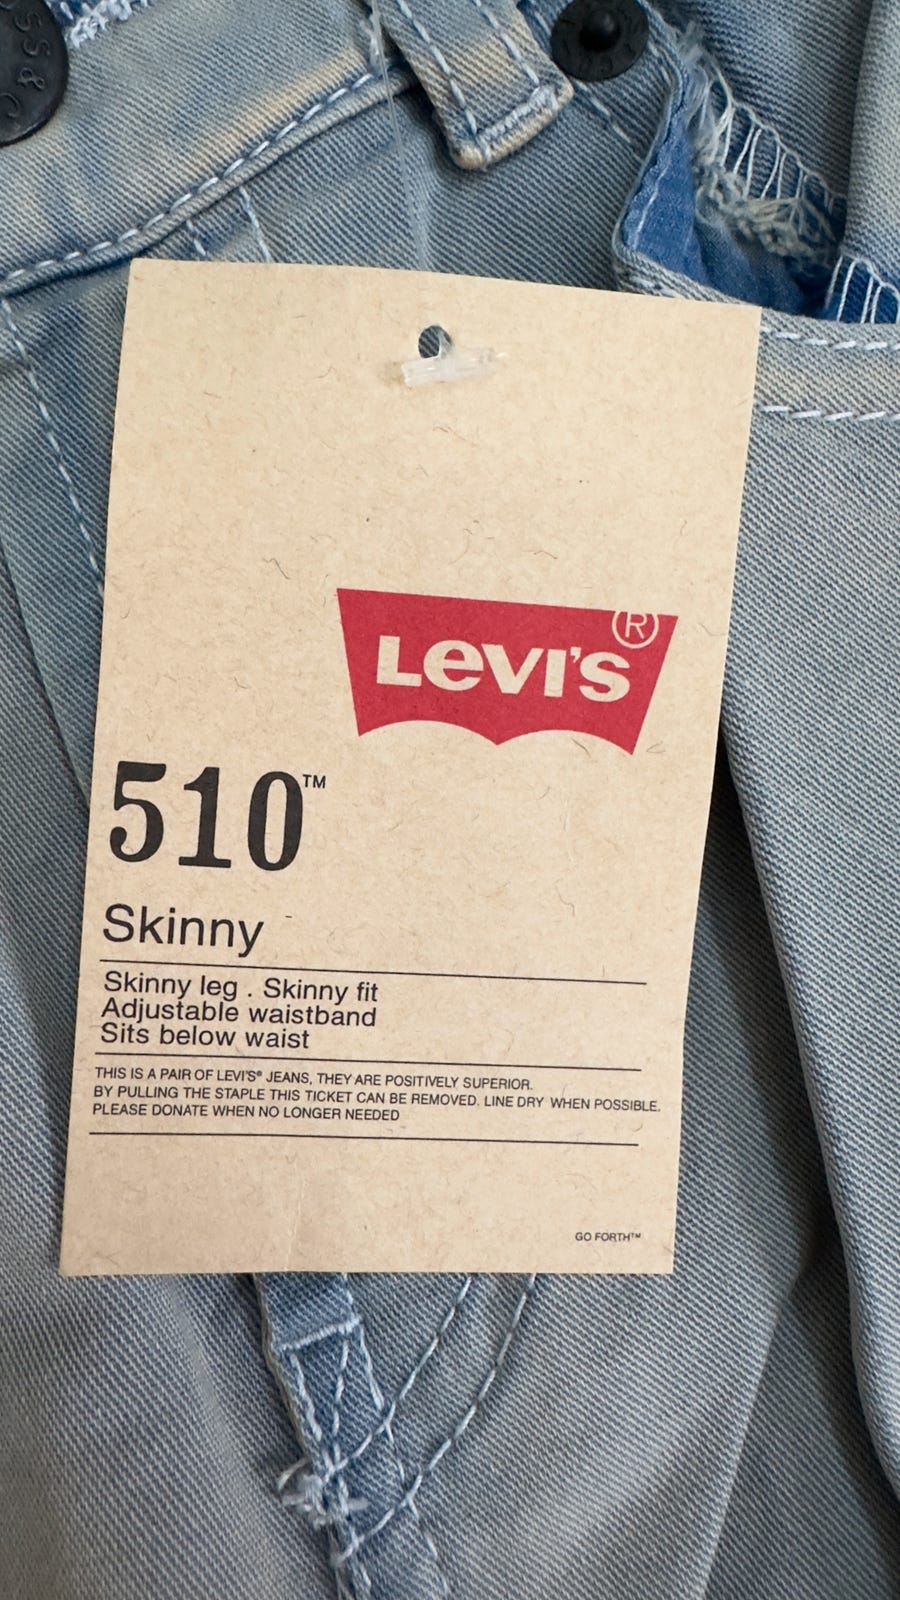 SS & C
LEVI'S®
510™
Skinny
Skinny leg . Skinny fit
Adjustable waistband
Sits below waist
THIS IS A PAIR OF LEVI'S® JEANS, THEY ARE POSITIVELY SUPERIOR.
BY PULLING THE STAPLE THIS TICKET CAN BE REMOVED. LINE DRY WHEN POSSIBLE.
PLEASE DONATE WHEN NO LONGER NEEDED
GO FORTH™